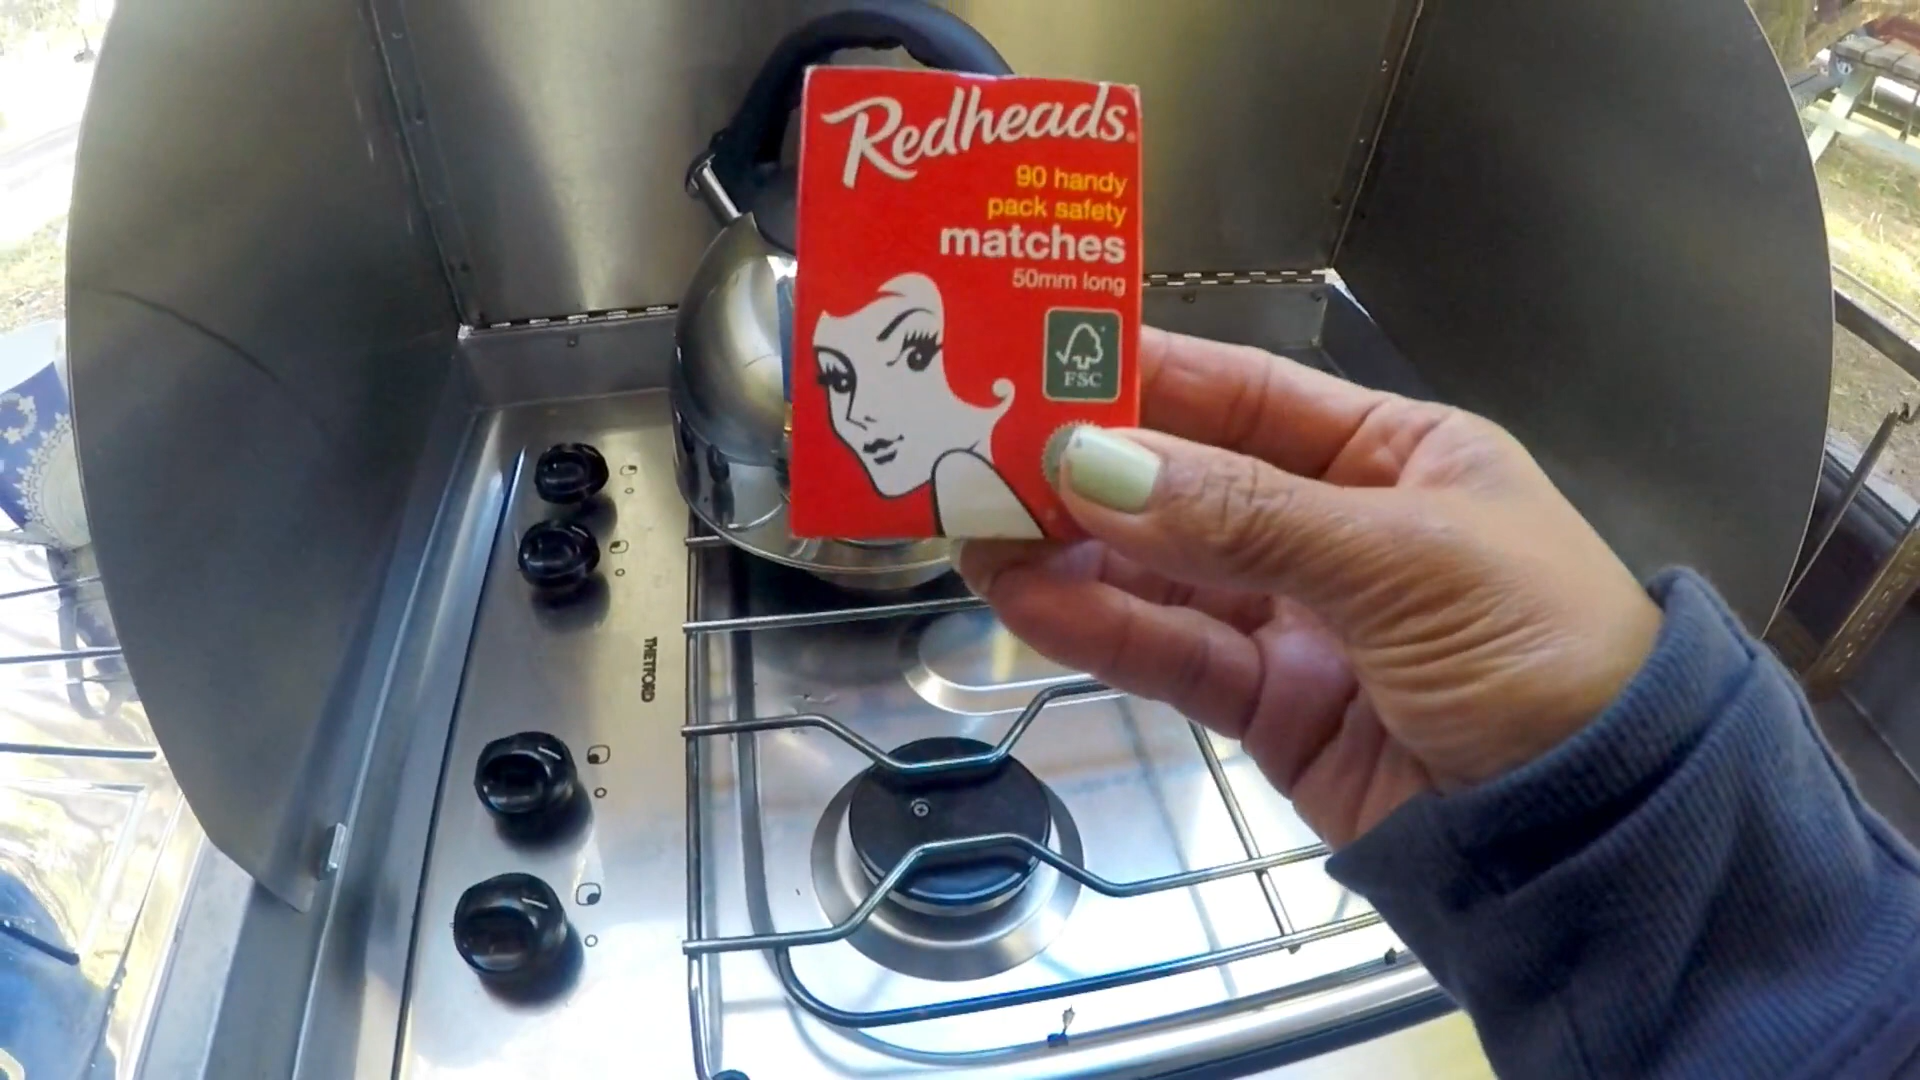 Redheads
90 handy
pack safety
matches
50mm long
FSC
THETFORD